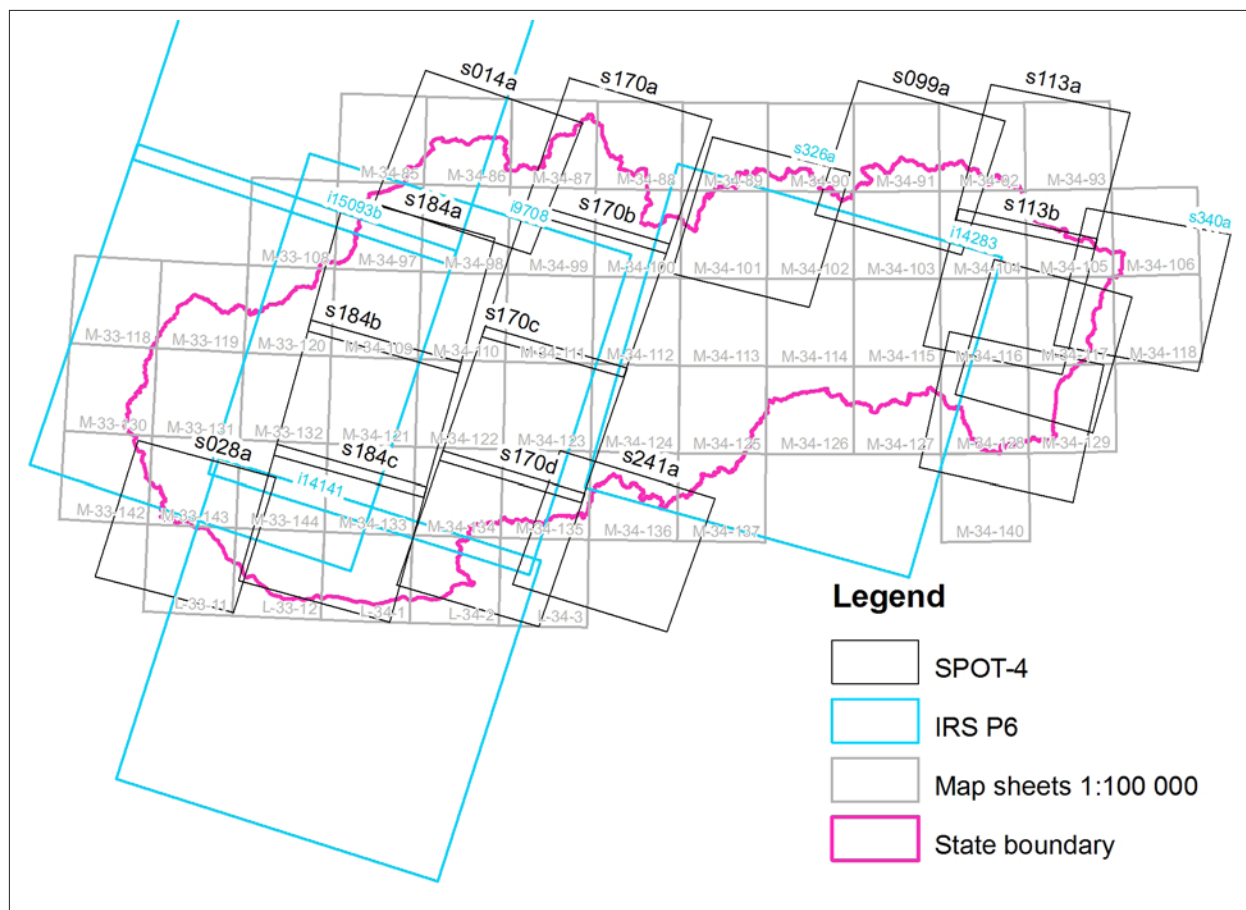 s014a
s170a
s099a
s113a
s326a
M-34-85
M-34-86
M-34-87
M-34-88
M-34-89
M-34-90
M-34-91
M-34-92
M-34-93
i15093b
s184a
i9708
s170b
s113b
s340a
i14283
M-33-108
M-34-97
M-34-98
M-34-99
M-34-100
M-34-101
M-34-102
M-34-103
M-34-104
M-34-105
M-34-106
s184b
s170c
M-33-118
M-33-119
M-33-120
M-34-109
M-34-110
M-34-111
M-34-112
M-34-113
M-34-114
M-34-115
M-34-116
M-34-117
M-34-118
M-33-130
M-33-131
M-33-132
M-34-121
M-34-122
M-34-123
M-34-124
M-34-125
M-34-126
M-34-127
M-34-128
M-34-129
s028a
s184c
s170d
s241a
i14141
M-33-142
M-33-143
M-33-144
M-34-133
M-34-134
M-34-135
M-34-136
M-34-137
M-34-140
L-33-11
L-33-12
L-34-1
L-34-2
L-34-3
Legend
SPOT-4
IRS P6
Map sheets 1:100 000
State boundary